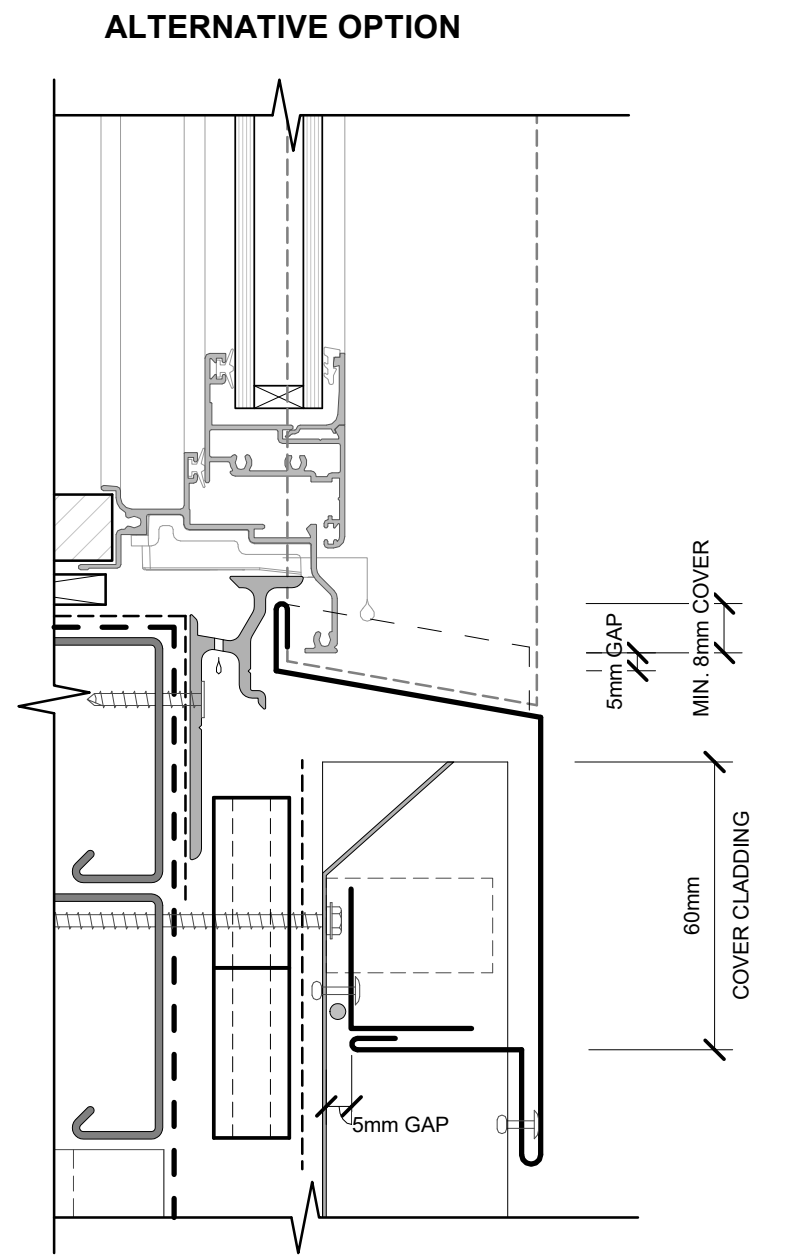 ALTERNATIVE OPTION
5mm GAP
MIN. 8mm COVER
60mm
COVER CLADDING
5mm GAP